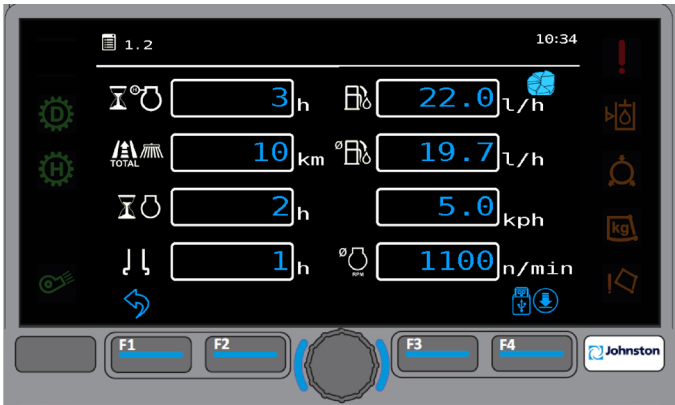 1.2
10:34
3 h 22.0 l/h
TOTAL 10 km ø 19.7 l/h
2 h 5.0 kph
1 h ø RPM 1100 n/min
D
H
kg
!
!
F1 F2 F3 F4 Johnston